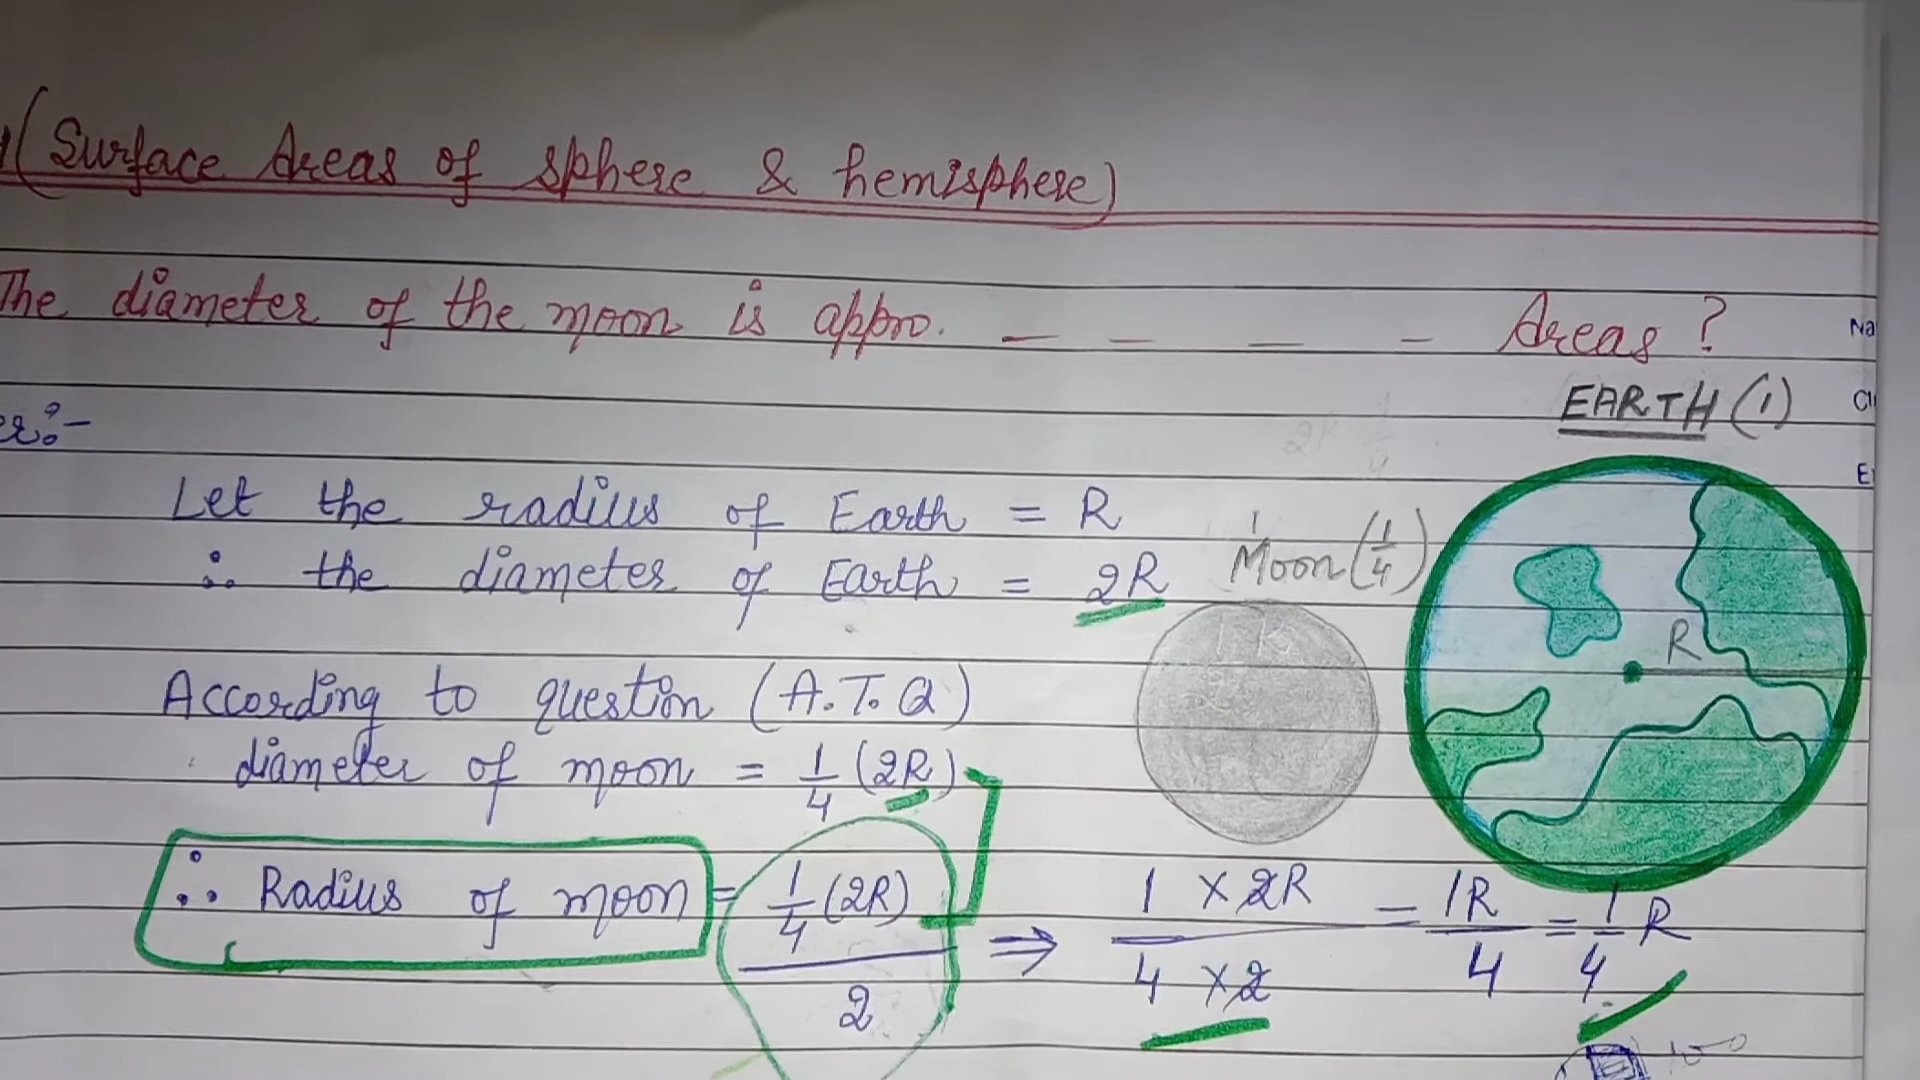 (Surface Areas of sphere & hemisphere)
The diameter of the moon is appro. — — — — Areas?
EARTH (1)
Let the radius of Earth = R
Moon (1/4)
∴ the diameter of Earth = 2R
R
According to question (A.T.Q)
diameter of moon = 1/4 (2R)
∴ Radius of moon = (1/4 (2R))/2 ⇒ (1 × 2R)/(4 × 2) = 1R/4 = 1/4 R